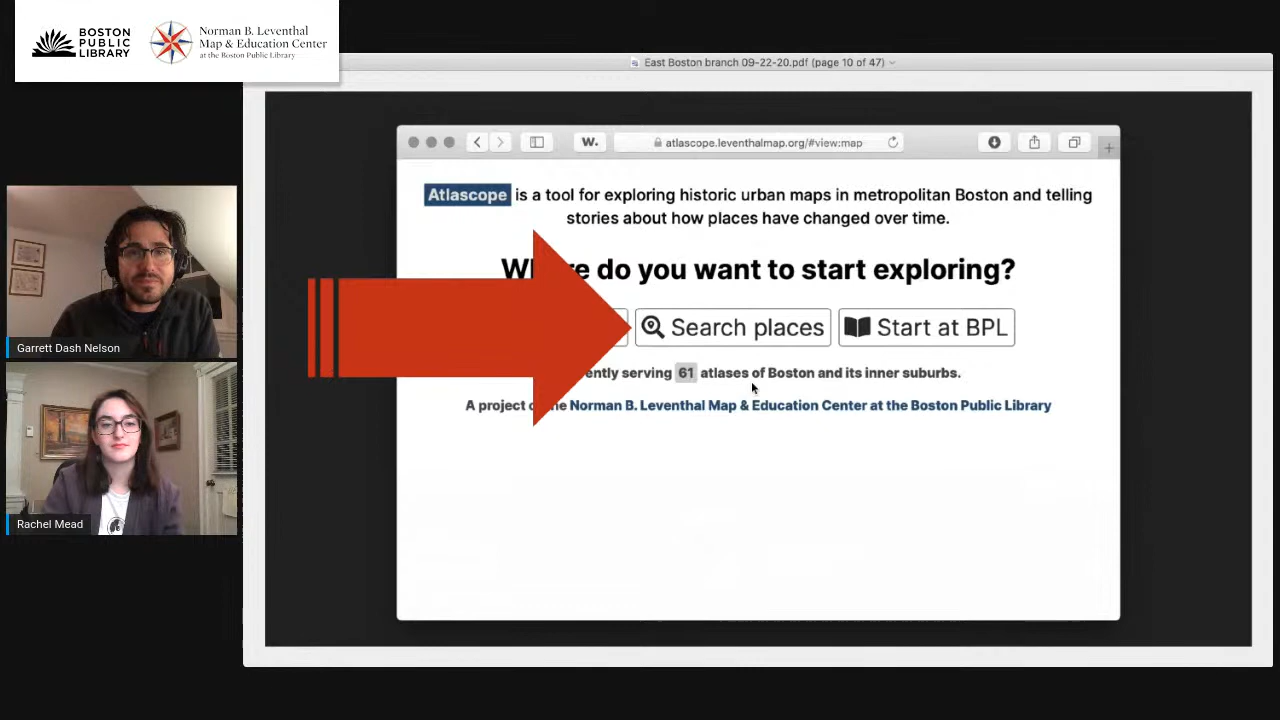 BOSTON
PUBLIC
LIBRARY
Norman B. Leventhal
Map & Education Center
at the Boston Public Library
East Boston branch 09-22-20.pdf (page 10 of 47)
W.
atlascope.leventhalmap.org/#view:map
Atlascope is a tool for exploring historic urban maps in metropolitan Boston and telling
stories about how places have changed over time.
do you want to start exploring?
Search places
Start at BPL
ently serving 61 atlases of Boston and its inner suburbs.
A project Norman B. Leventhal Map & Education Center at the Boston Public Library
Garrett Dash Nelson
Rachel Mead